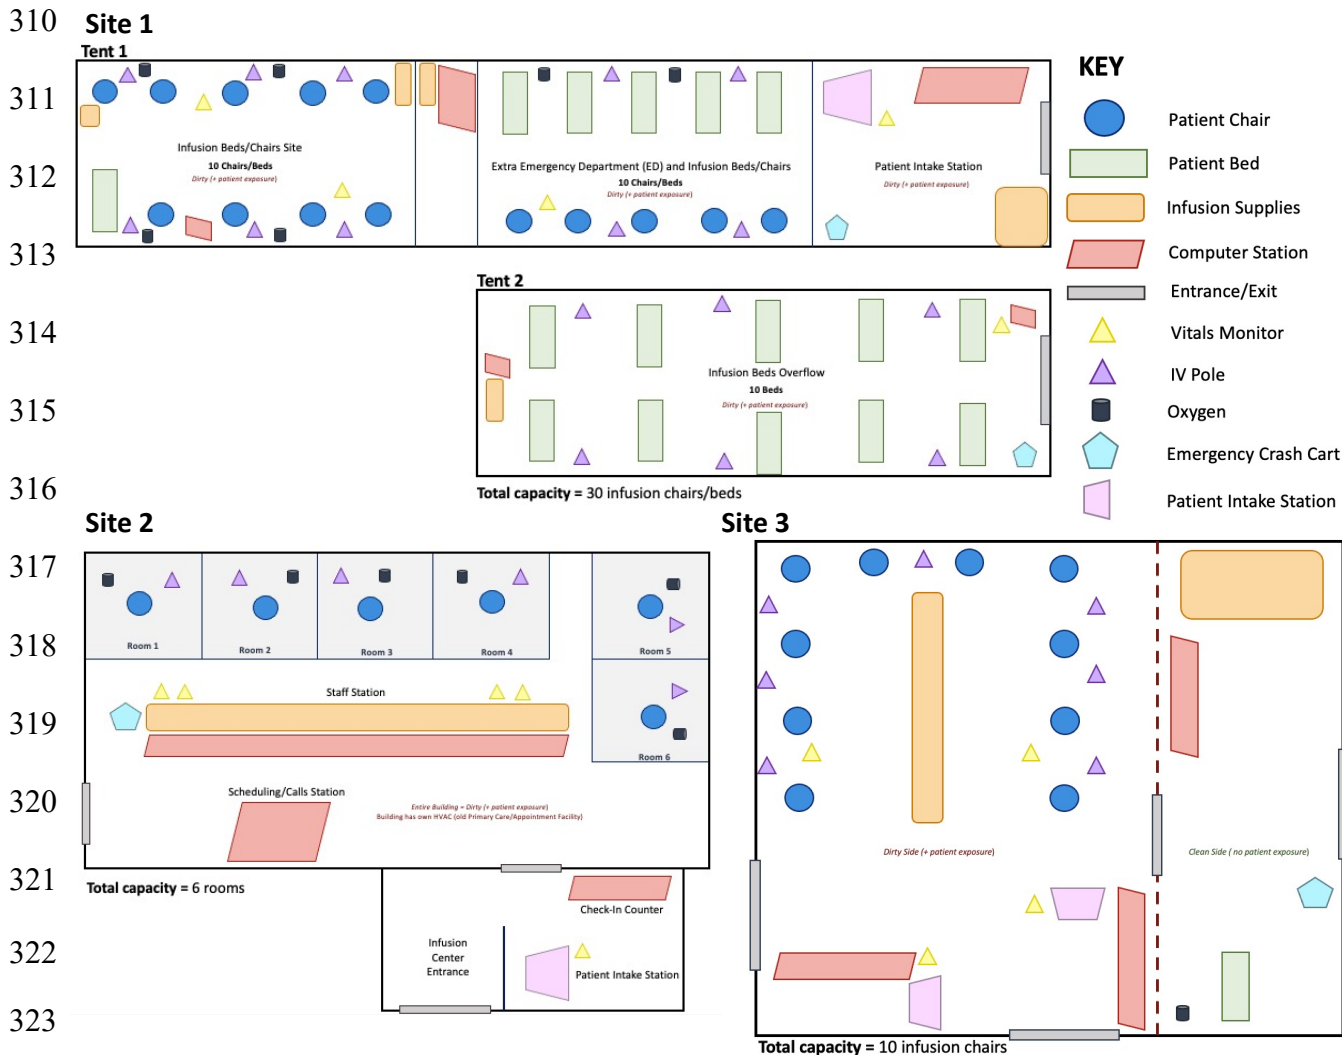 310
Site 1
Tent 1
KEY
311
Patient Chair
Infusion Beds/Chairs Site
10 Chairs/Beds
Dirty (+ patient exposure)
Extra Emergency Department (ED) and Infusion Beds/Chairs
10 Chairs/Beds
Dirty (+ patient exposure)
Patient Intake Station
Dirty (+ patient exposure)
312
Patient Bed
Infusion Supplies
313
Computer Station
Tent 2
Entrance/Exit
314
Vitals Monitor
Infusion Beds Overflow
10 Beds
Dirty (+ patient exposure)
IV Pole
315
Oxygen
Emergency Crash Cart
316
Total capacity = 30 infusion chairs/beds
Patient Intake Station
Site 2
Site 3
317
Room 1
Room 2
Room 3
Room 4
Room 5
318
Staff Station
319
Room 6
Scheduling/Calls Station
320
Entire Building = Dirty (+ patient exposure)
Building has own HVAC (old Primary Care/Appointment Facility)
Dirty Side (+ patient exposure)
Clean Side ( no patient exposure)
321
Total capacity = 6 rooms
Check-In Counter
322
Infusion
Center
Entrance
Patient Intake Station
323
Total capacity = 10 infusion chairs